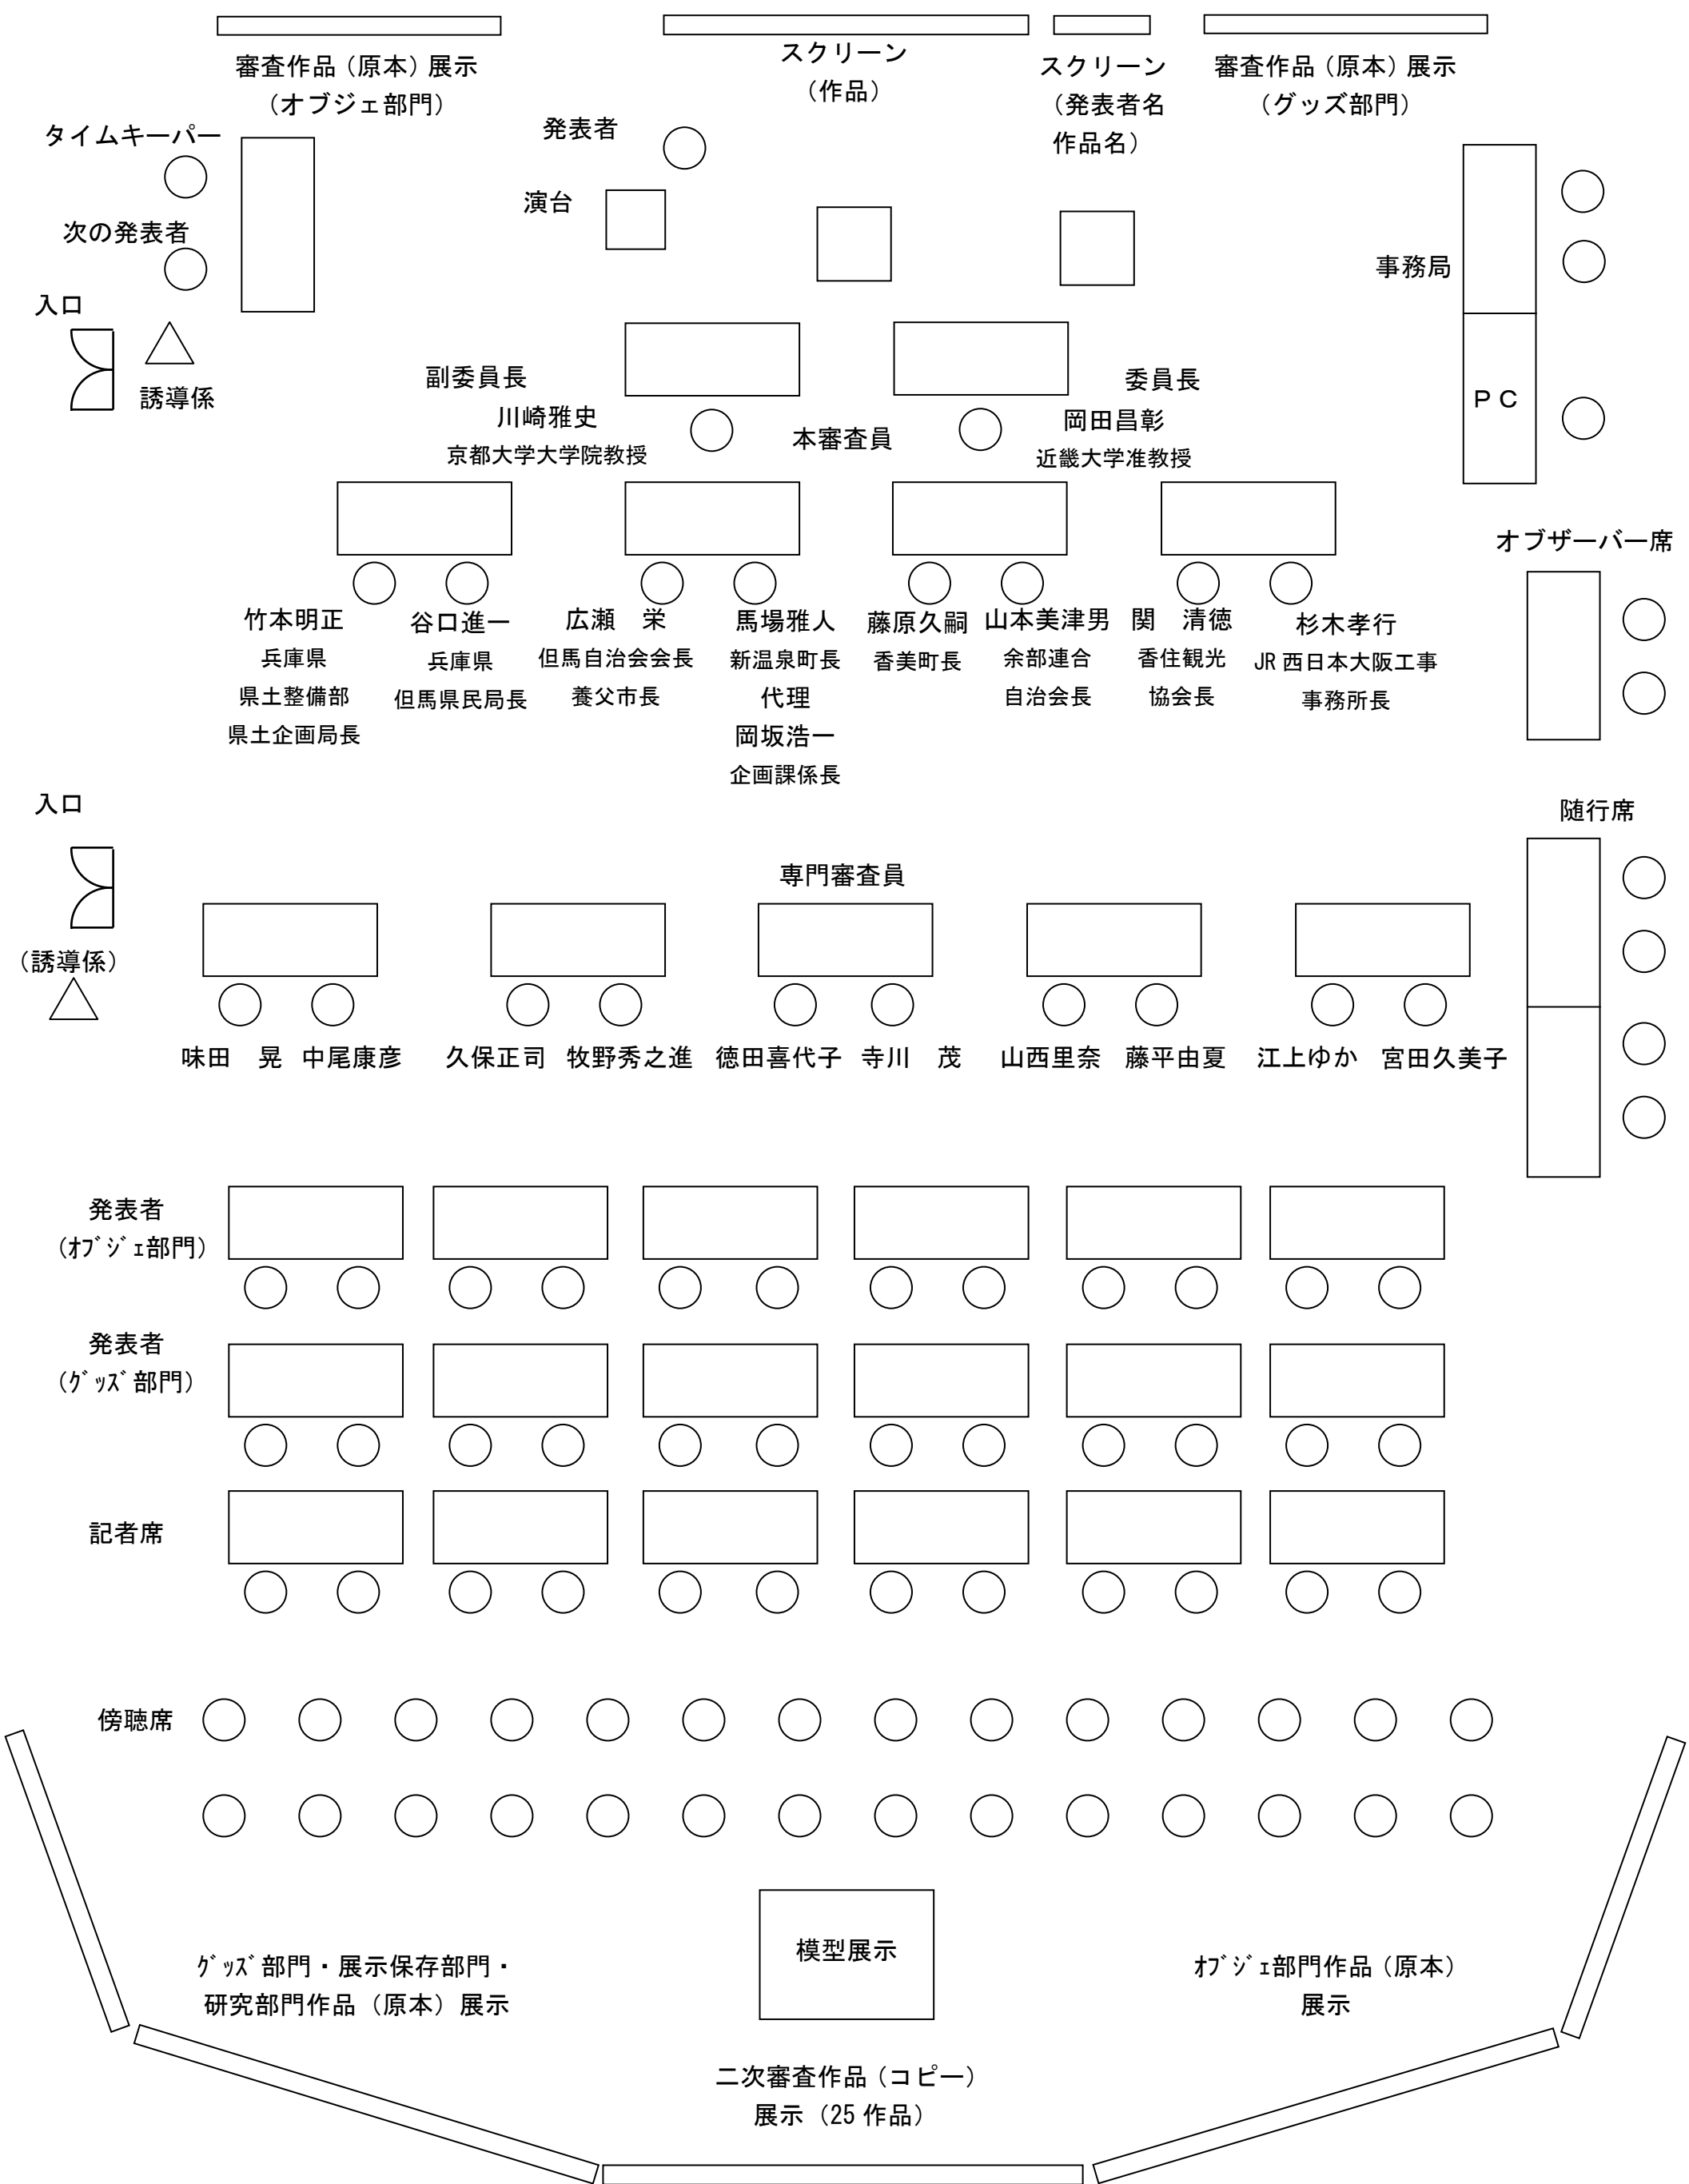 審査作品（原本）展示
（オブジェ部門）
スクリーン
（作品）
スクリーン
（発表者名
作品名）
審査作品（原本）展示
（グッズ部門）
タイムキーパー
発表者
演台
次の発表者
事務局
入口
誘導係
ＰＣ
副委員長
川崎雅史
京都大学大学院教授
本審査員
委員長
岡田昌彰
近畿大学准教授
オブザーバー席
竹本明正
兵庫県
県土整備部
県土企画局長
谷口進一
兵庫県
但馬県民局長
広瀬　栄
但馬自治会会長
養父市長
馬場雅人
新温泉町長
代理
岡坂浩一
企画課係長
藤原久嗣
香美町長
山本美津男
余部連合
自治会長
関　清徳
香住観光
協会長
杉木孝行
JR西日本大阪工事
事務所長
入口
随行席
専門審査員
（誘導係）
味田　晃　中尾康彦　久保正司　牧野秀之進　徳田喜代子　寺川　茂　山西里奈　藤平由夏　江上ゆか　宮田久美子
発表者
（ｵﾌﾞｼﾞｪ部門）
発表者
（ｸﾞｯｽﾞ部門）
記者席
傍聴席
模型展示
ｸﾞｯｽﾞ部門・展示保存部門・
研究部門作品（原本）展示
ｵﾌﾞｼﾞｪ部門作品（原本）
展示
二次審査作品（コピー）
展示（25作品）